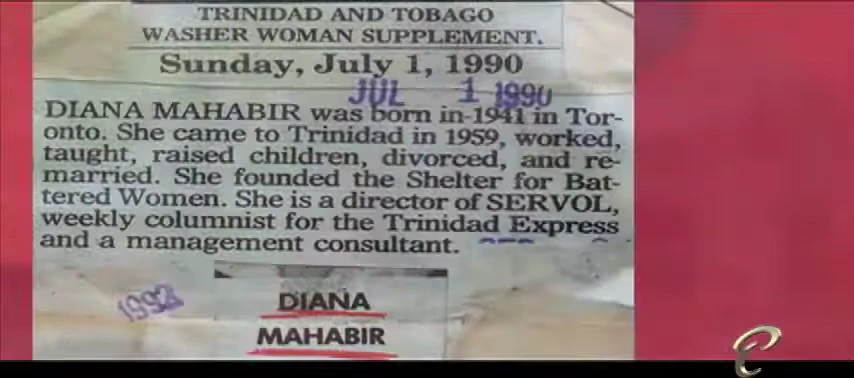 TRINIDAD AND TOBAGO
WASHER WOMAN SUPPLEMENT.
Sunday, July 1, 1990
JUL 1 1990
DIANA MAHABIR was born in 1941 in Tor-
onto. She came to Trinidad in 1959, worked,
taught, raised children, divorced, and re-
married. She founded the Shelter for Bat-
tered Women. She is a director of SERVOL,
weekly columnist for the Trinidad Express
and a management consultant.
1992
DIANA
MAHABIR
e